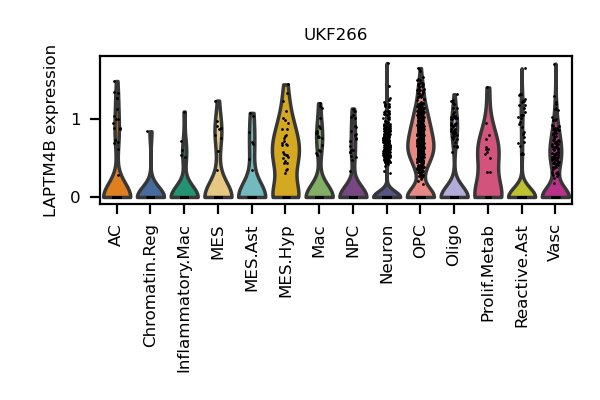 UKF266
LAPTM4B expression
1
0
AC
Chromatin.Reg
Inflammatory.Mac
MES
MES.Ast
MES.Hyp
Mac
NPC
Neuron
OPC
Oligo
Prolif.Metab
Reactive.Ast
Vasc